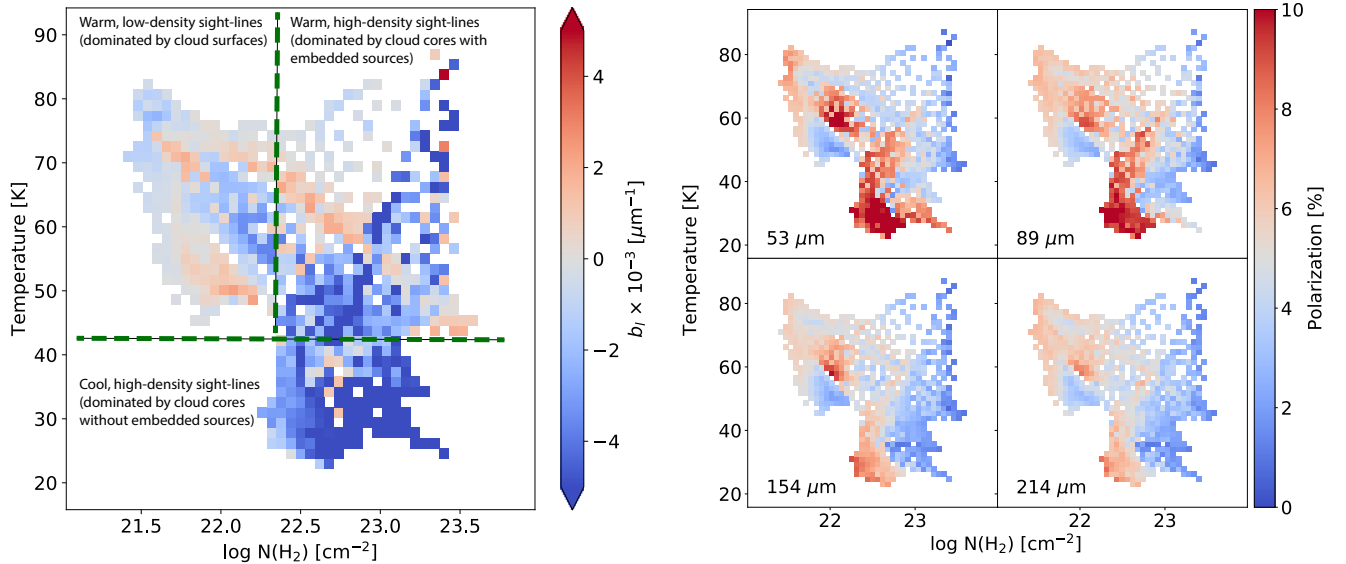 Warm, low-density sight-lines
(dominated by cloud surfaces)
Warm, high-density sight-lines
(dominated by cloud cores with
embedded sources)
Cool, high-density sight-lines
(dominated by cloud cores
without embedded sources)
90
80
70
60
50
40
30
20
Temperature [K]
21.5
22.0
22.5
23.0
23.5
log N(H₂) [cm⁻²]
4
2
0
−2
−4
b_l × 10⁻³ [μm⁻¹]
80
60
40
20
Temperature [K]
53 μm
89 μm
80
60
40
20
Temperature [K]
154 μm
214 μm
22
23
22
23
log N(H₂) [cm⁻²]
10
8
6
4
2
0
Polarization [%]